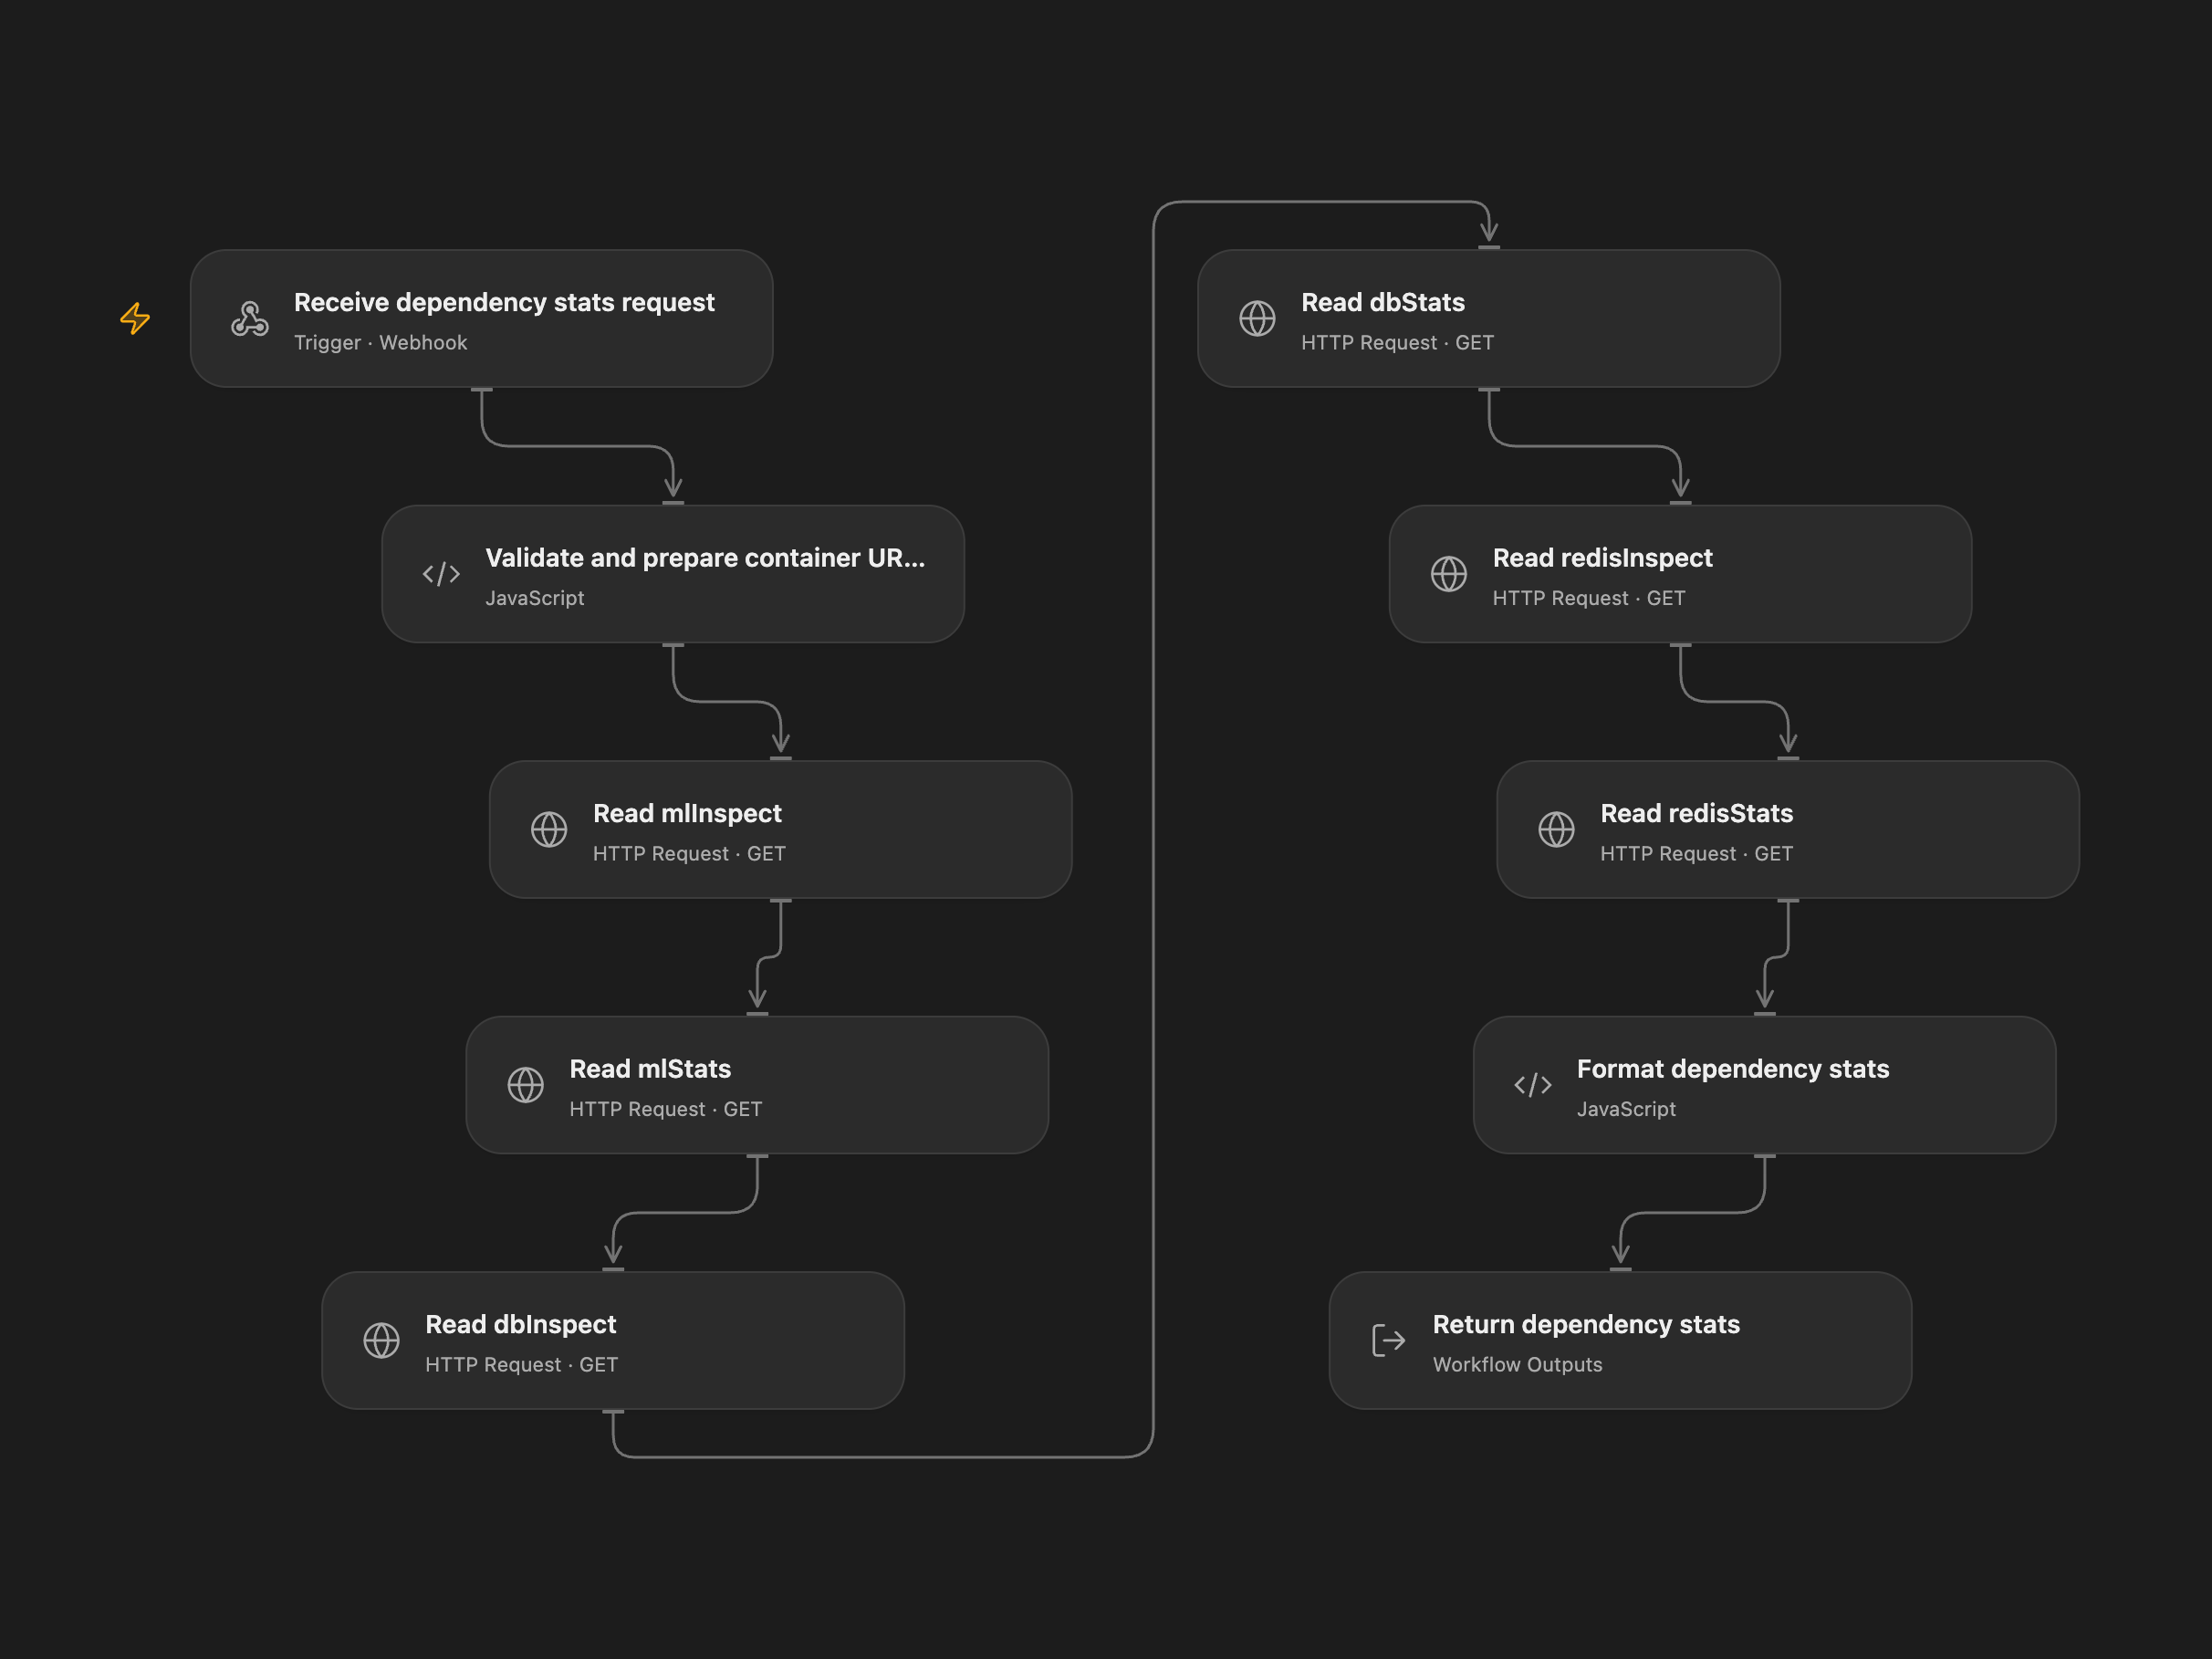 Receive dependency stats request
Trigger · Webhook
Validate and prepare container UR...
JavaScript
Read mlInspect
HTTP Request · GET
Read mlStats
HTTP Request · GET
Read dbInspect
HTTP Request · GET
Read dbStats
HTTP Request · GET
Read redisInspect
HTTP Request · GET
Read redisStats
HTTP Request · GET
Format dependency stats
JavaScript
Return dependency stats
Workflow Outputs